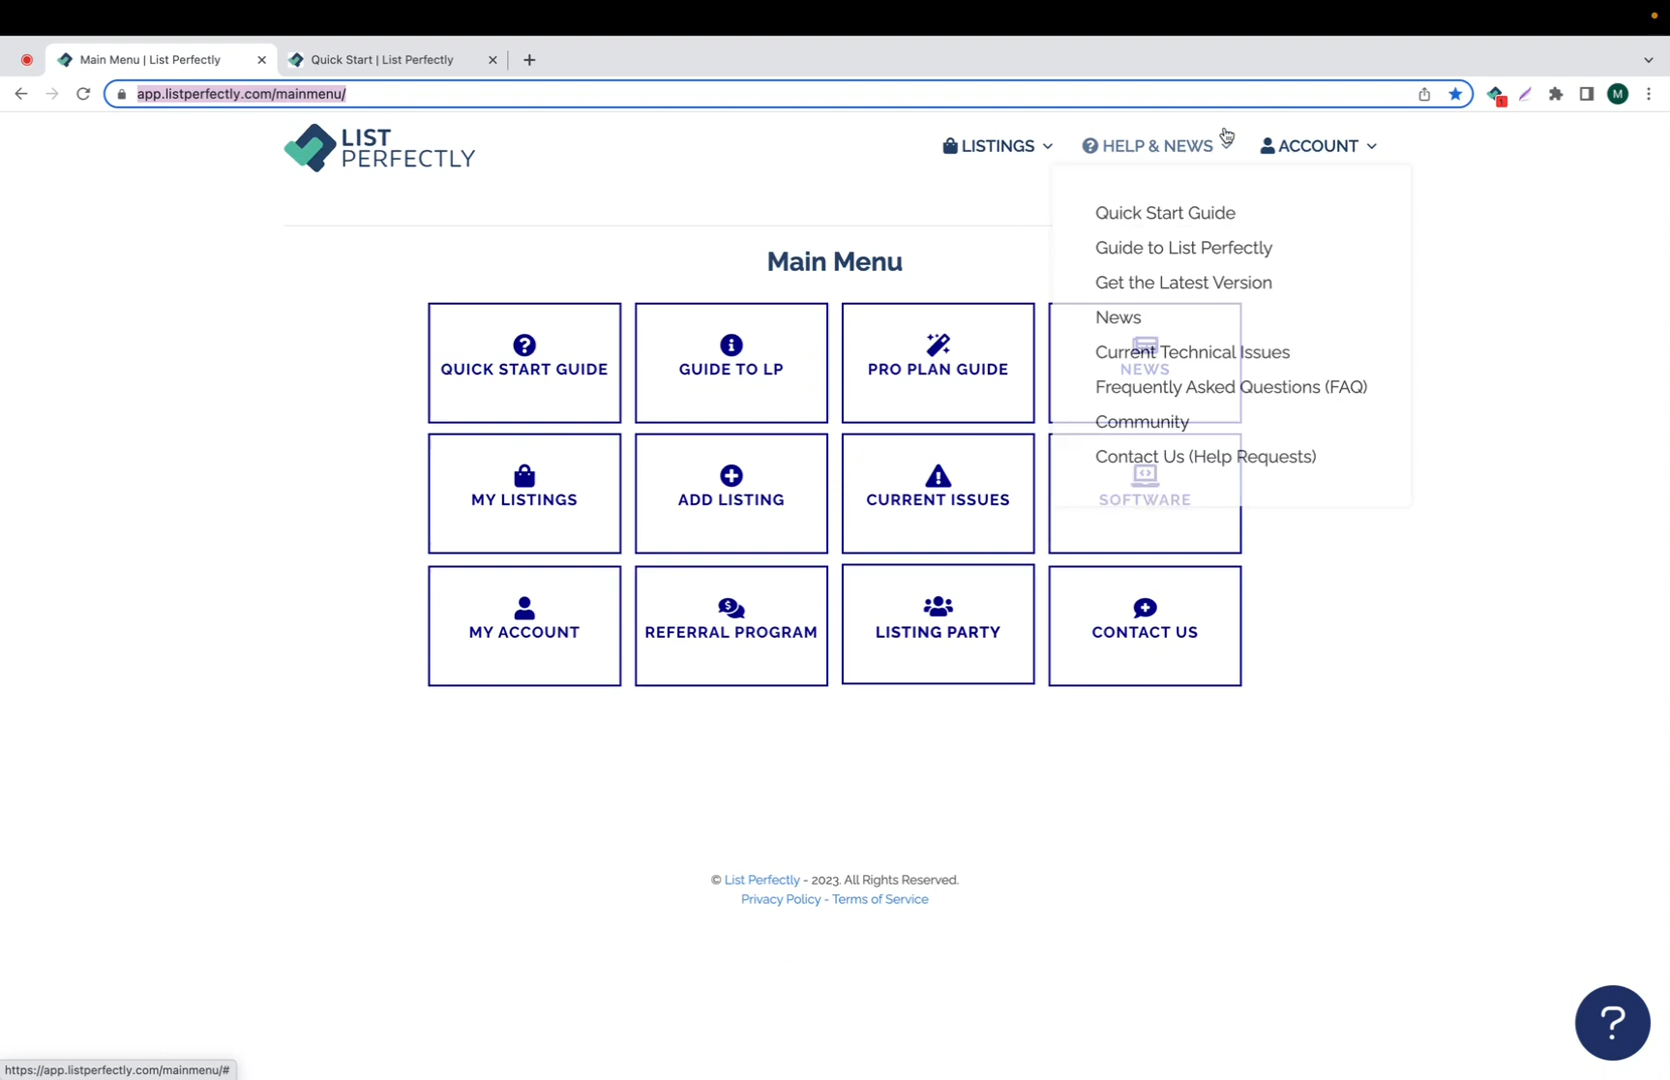 Main Menu | List Perfectly
Quick Start | List Perfectly
app.listperfectly.com/mainmenu/
1
M
LIST
PERFECTLY
LISTINGS
HELP & NEWS
ACCOUNT
Quick Start Guide
Guide to List Perfectly
Get the Latest Version
News
Current Technical Issues
Frequently Asked Questions (FAQ)
Community
Contact Us (Help Requests)
Main Menu
QUICK START GUIDE
GUIDE TO LP
PRO PLAN GUIDE
NEWS
MY LISTINGS
ADD LISTING
CURRENT ISSUES
SOFTWARE
MY ACCOUNT
REFERRAL PROGRAM
LISTING PARTY
CONTACT US
© List Perfectly - 2023. All Rights Reserved.
Privacy Policy - Terms of Service
?
https://app.listperfectly.com/mainmenu/#